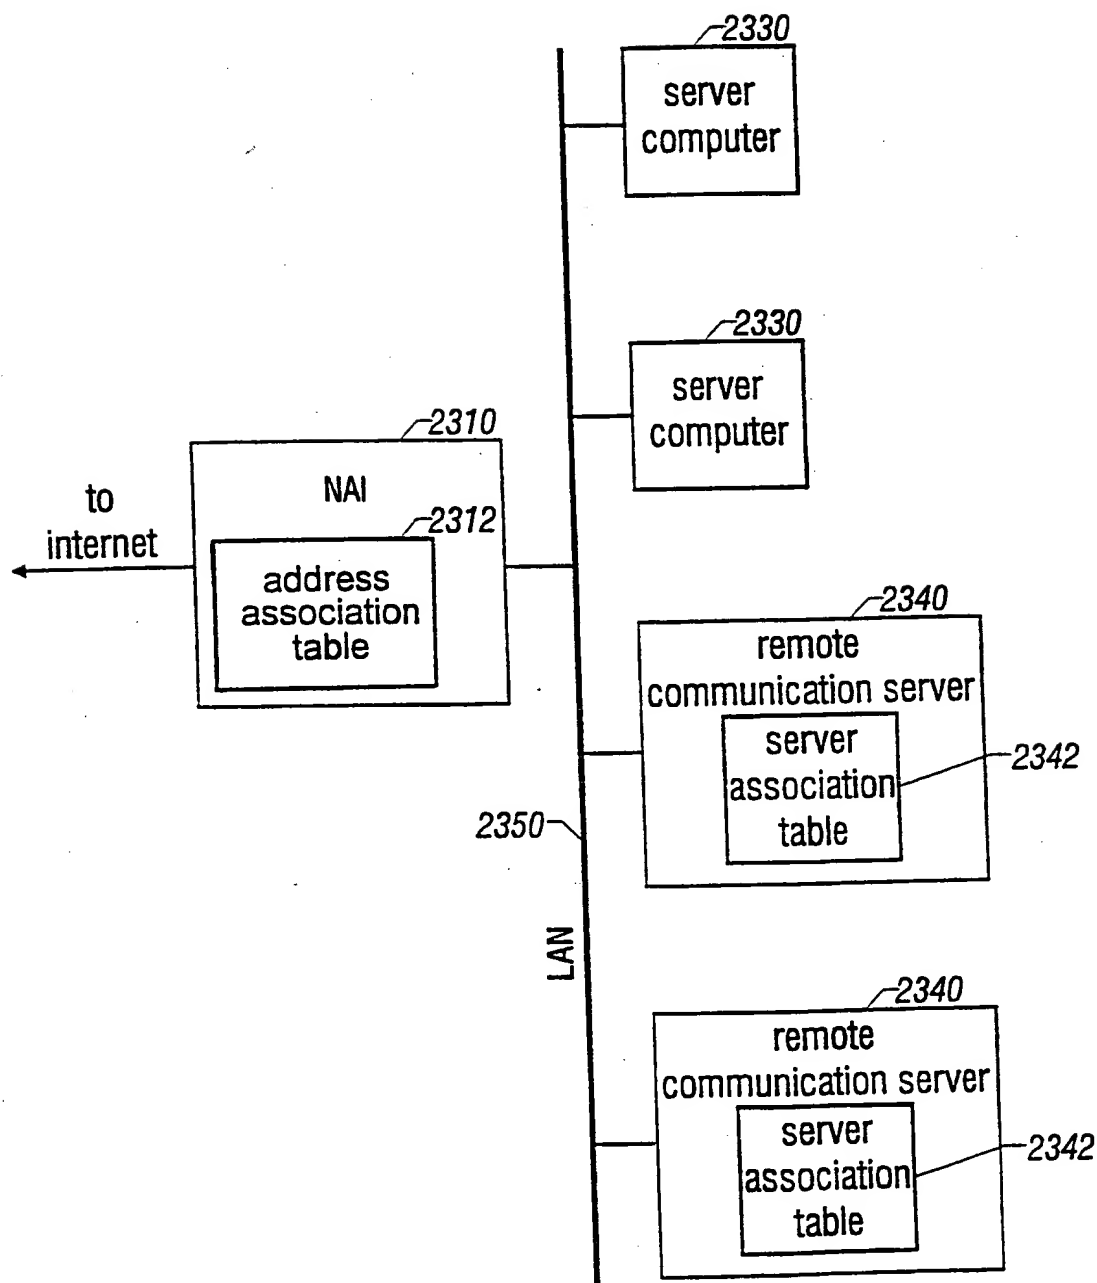 2330
server
computer
2330
server
computer
2310
NAI
to
internet
2312
address
association
table
2340
remote
communication server
server
association
table
2342
2350
LAN
2340
remote
communication server
server
association
table
2342